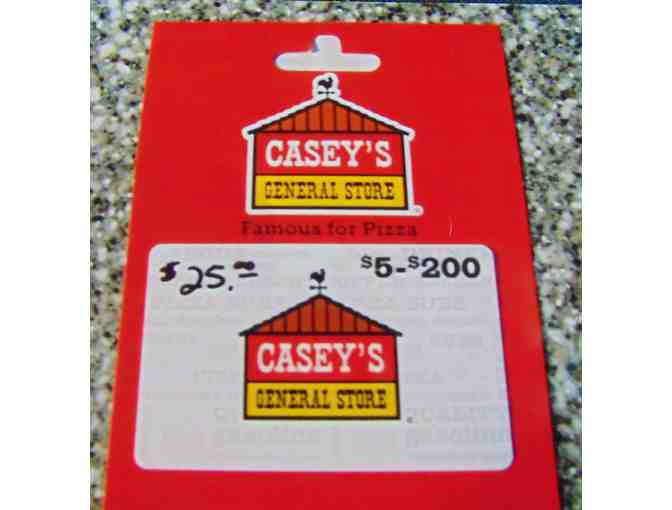 CASEY'S
GENERAL STORE
Famous for Pizza
$25.00 $5-$200
CASEY'S
GENERAL STORE